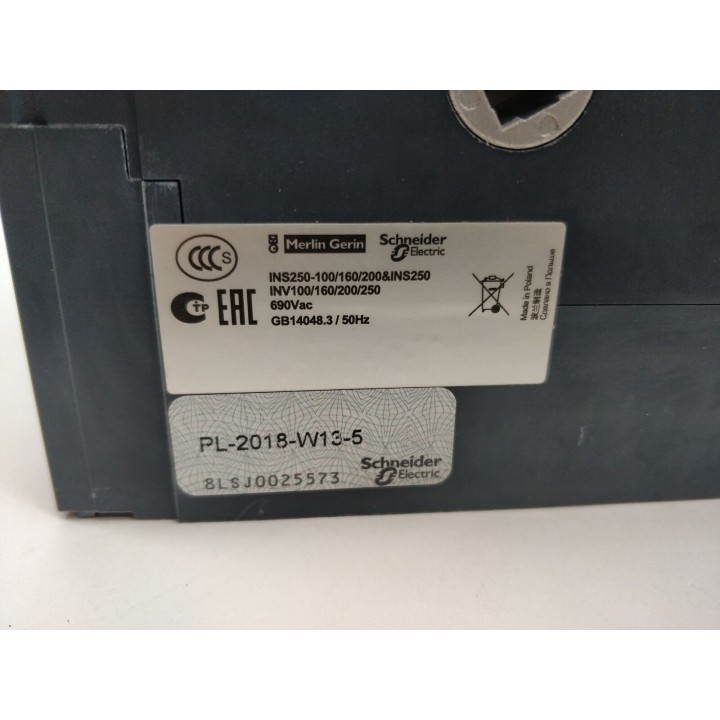 CCC S
Merlin Gerin Schneider Electric
INS250-100/160/200&INS250
INV100/160/200/250
690Vac
GB14048.3 / 50Hz
CTP EAC
Made in Poland
波兰制造
Сделано в Польше
PL-2018-W13-5
8LSJ0025573
Schneider Electric